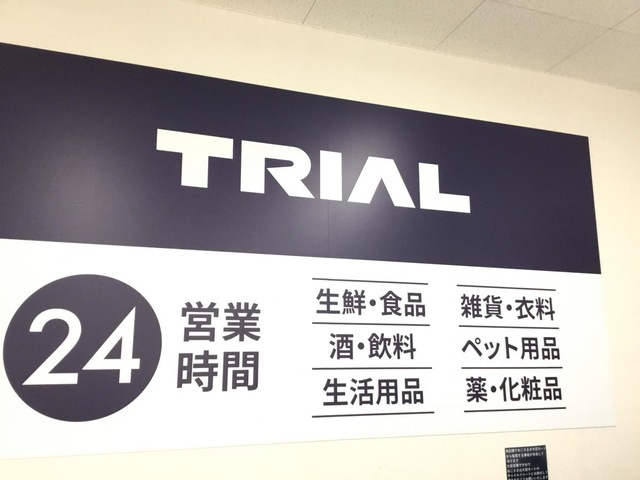 TRIAL
24
営業
時間
生鮮・食品
酒・飲料
生活用品
雑貨・衣料
ペット用品
薬・化粧品